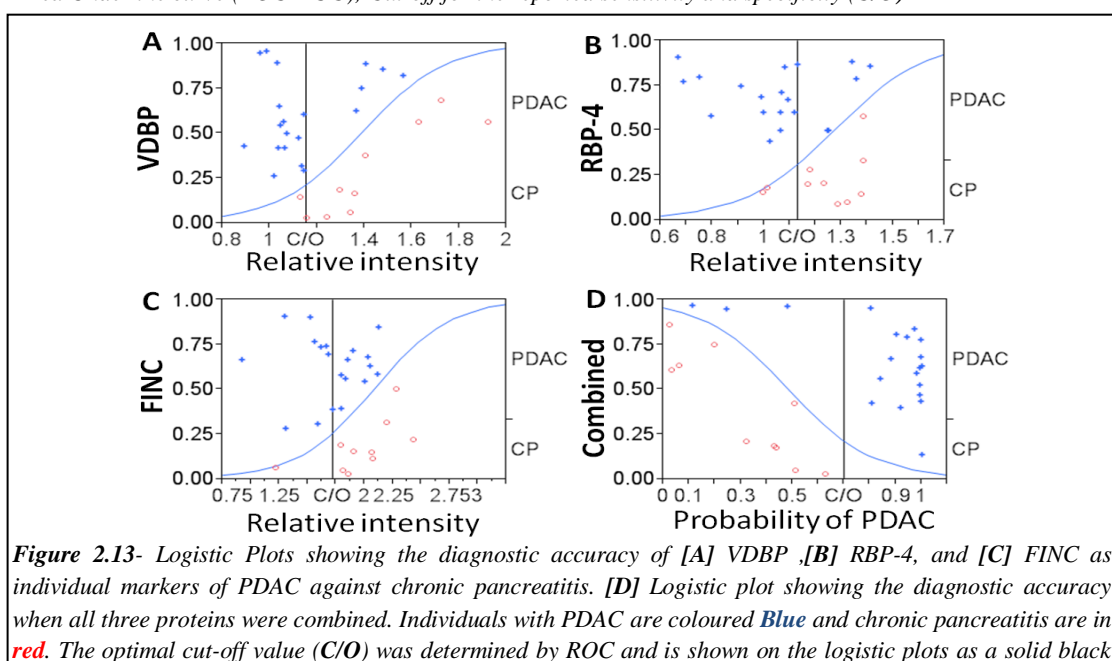 A
VDBP
1.00
0.75
0.50
0.25
0.00
PDAC
CP
0.8 1 C/O 1.4 1.6 1.8 2
Relative intensity
B
RBP-4
1.00
0.75
0.50
0.25
0.00
PDAC
CP
0.6 0.8 1 C/O 1.3 1.5 1.7
Relative intensity
C
FINC
1.00
0.75
0.50
0.25
0.00
PDAC
CP
0.75 1.25 C/O 2 2.25 2.753
Relative intensity
D
Combined
1.00
0.75
0.50
0.25
0.00
PDAC
CP
0 0.1 0.3 0.5 C/O 0.9 1
Probability of PDAC
Figure 2.13- Logistic Plots showing the diagnostic accuracy of [A] VDBP ,[B] RBP-4, and [C] FINC as
individual markers of PDAC against chronic pancreatitis. [D] Logistic plot showing the diagnostic accuracy
when all three proteins were combined. Individuals with PDAC are coloured Blue and chronic pancreatitis are in
red. The optimal cut-off value (C/O) was determined by ROC and is shown on the logistic plots as a solid black